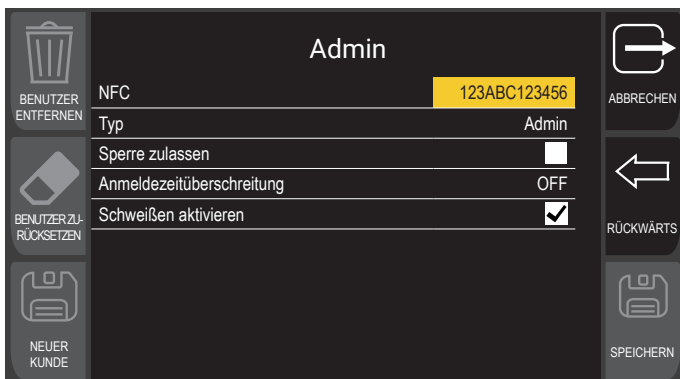 Admin
BENUTZER
ENTFERNEN
NFC
123ABC123456
ABBRECHEN
Typ
Admin
Sperre zulassen
Anmeldezeitüberschreitung
OFF
BENUTZER ZU-
RÜCKSETZEN
Schweißen aktivieren
RÜCKWÄRTS
NEUER
KUNDE
SPEICHERN